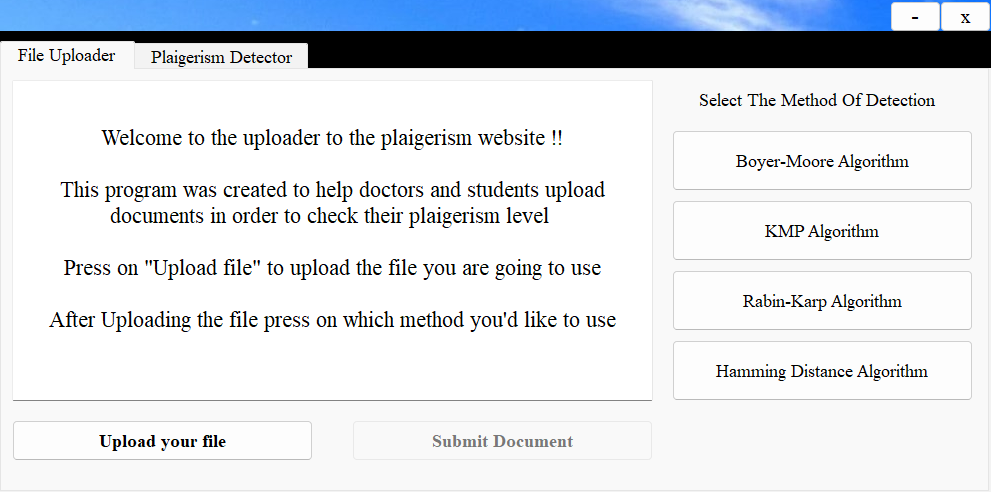 -
x
File Uploader
Plaigerism Detector
Welcome to the uploader to the plaigerism website !!
This program was created to help doctors and students upload
documents in order to check their plaigerism level
Press on "Upload file" to upload the file you are going to use
After Uploading the file press on which method you'd like to use
Upload your file
Submit Document
Select The Method Of Detection
Boyer-Moore Algorithm
KMP Algorithm
Rabin-Karp Algorithm
Hamming Distance Algorithm